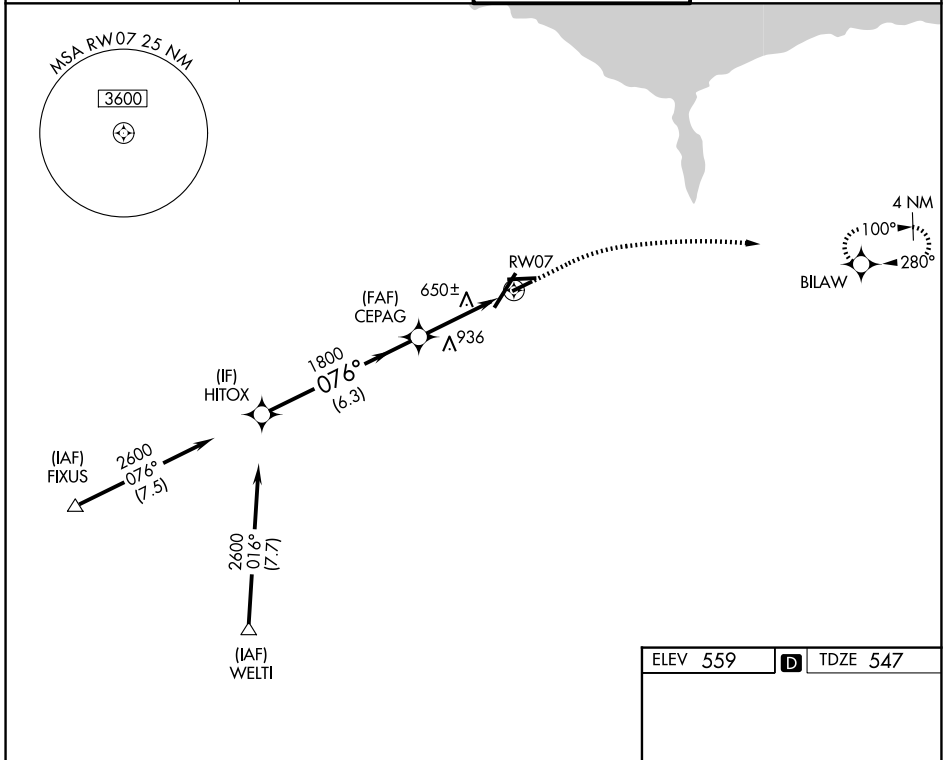 MSA RW07 25 NM
3600
4 NM
100°
280°
BILAW
RW07
650±
936
(FAF)
CEPAG
1800
076°
(6.3)
(IF)
HITOX
(IAF)
FIXUS
2600
076°
(7.5)
2600
016°
(7.7)
(IAF)
WELTI
ELEV 559
D
TDZE 547